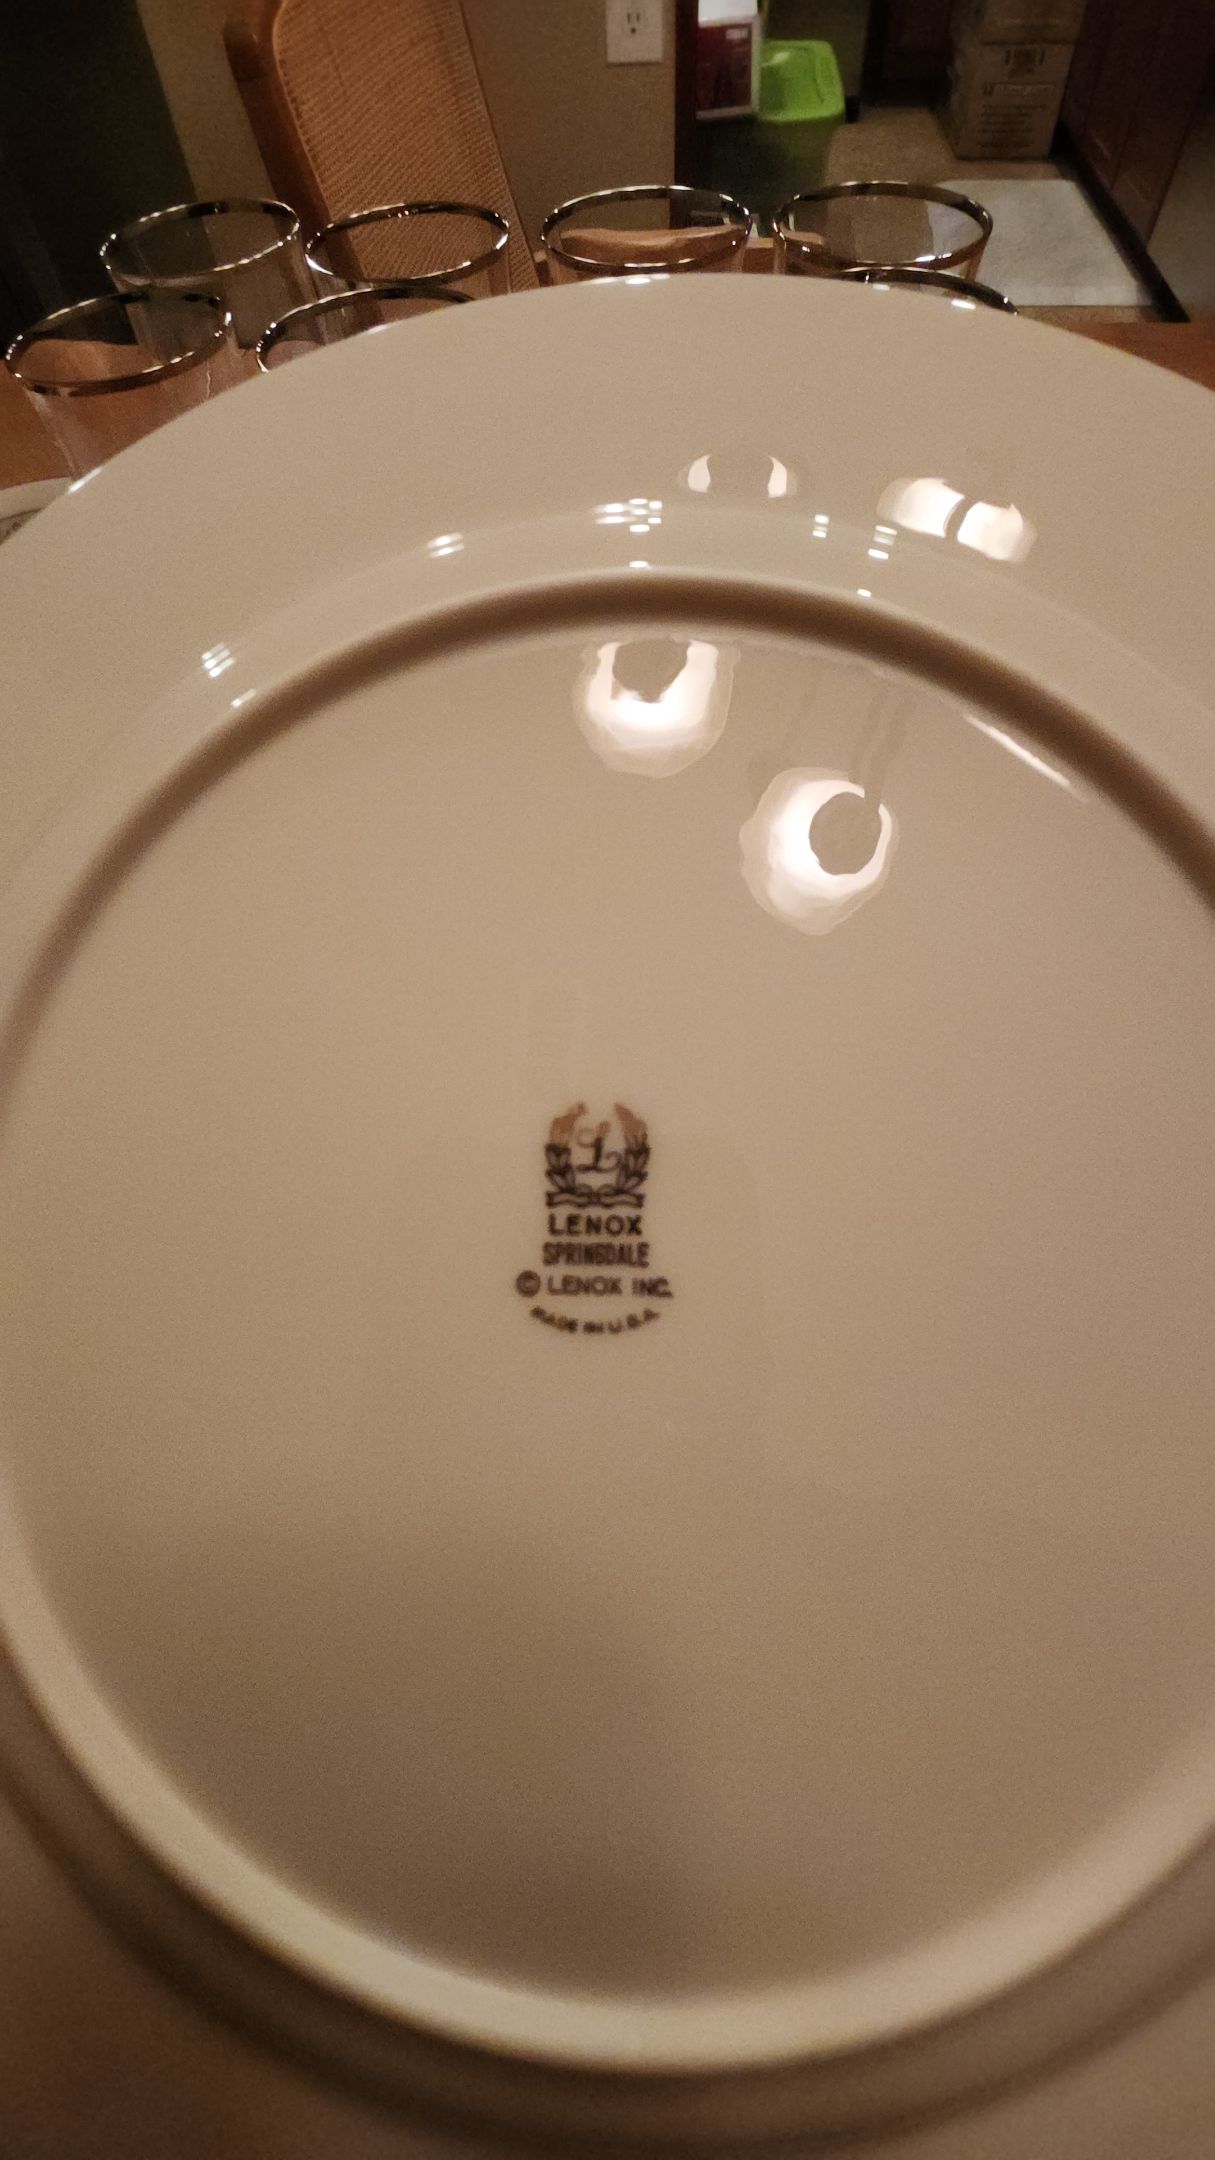 L
LENOX
SPRINGDALE
© LENOX INC.
MADE IN U.S.A.